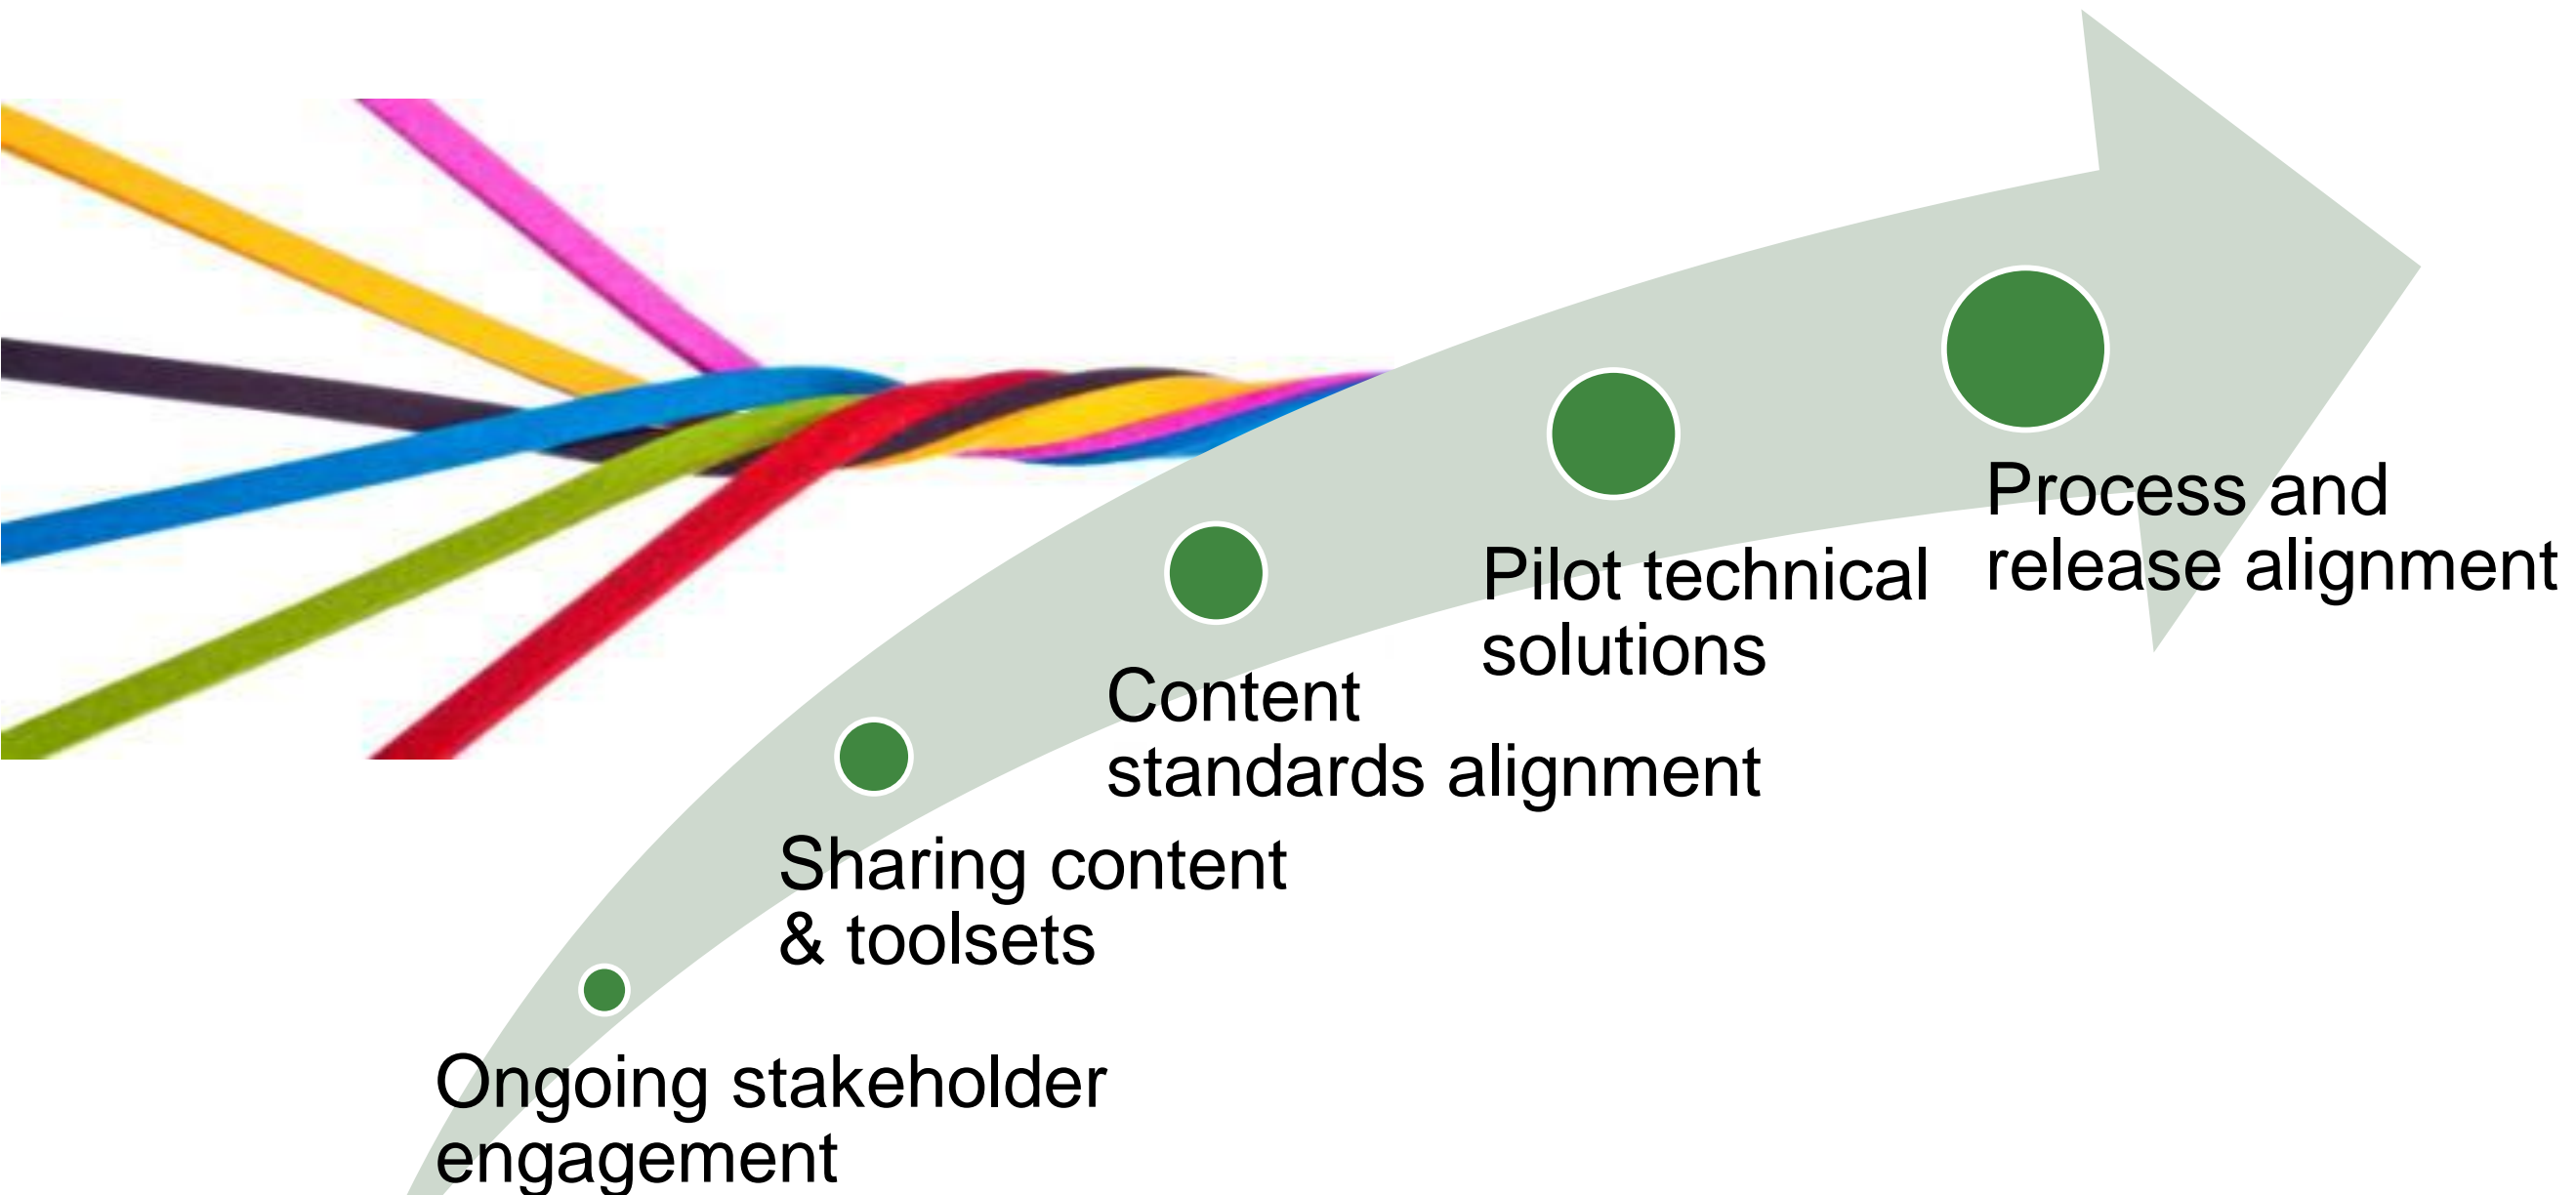 Process and
release alignment
Pilot technical
solutions
Content
standards alignment
Sharing content
& toolsets
Ongoing stakeholder
engagement